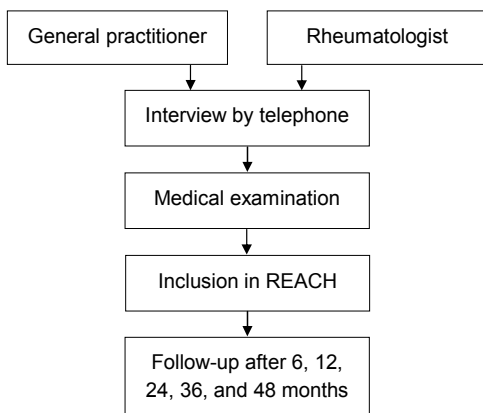 General practitioner
Rheumatologist
Interview by telephone
Medical examination
Inclusion in REACH
Follow-up after 6, 12,
24, 36, and 48 months